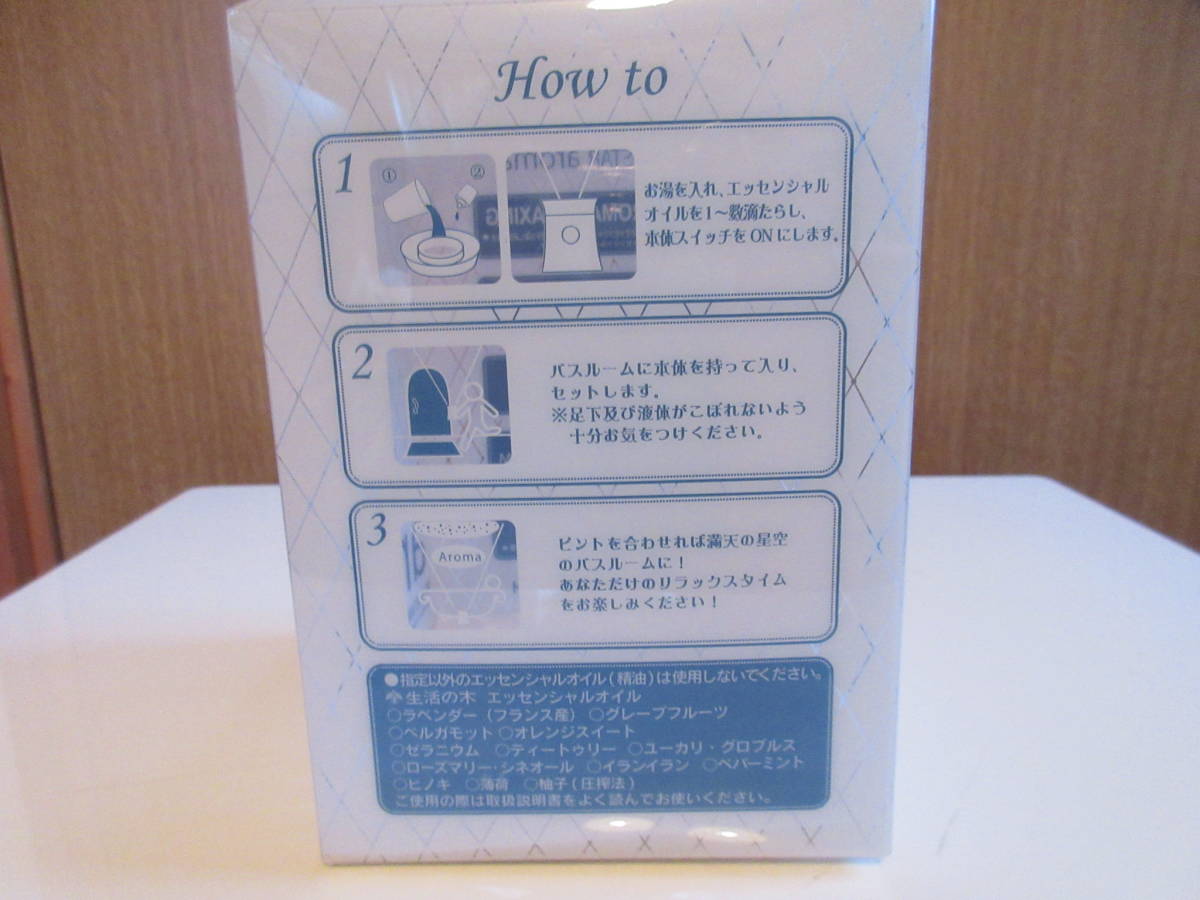 How to
1
① ②
お湯を入れ、エッセンシャル
オイルを1〜数滴たらし、
本体スイッチをONにします。
2
バスルームに本体を持って入り、
セットします。
※足下及び液体がこぼれないよう
十分お気をつけください。
3
Aroma
ピントを合わせれば満天の星空
のバスルームに！
あなただけのリラックスタイム
をお楽しみください！
●指定以外のエッセンシャルオイル(精油)は使用しないでください。
生活の木 エッセンシャルオイル
○ラベンダー（フランス産） ○グレープフルーツ
○ベルガモット ○オレンジスイート
○ゼラニウム ○ティートゥリー ○ユーカリ・グロブルス
○ローズマリー・シネオール ○イランイラン ○ペパーミント
○ヒノキ ○薄荷 ○柚子(圧搾法)
ご使用の際は取扱説明書をよく読んでお使いください。